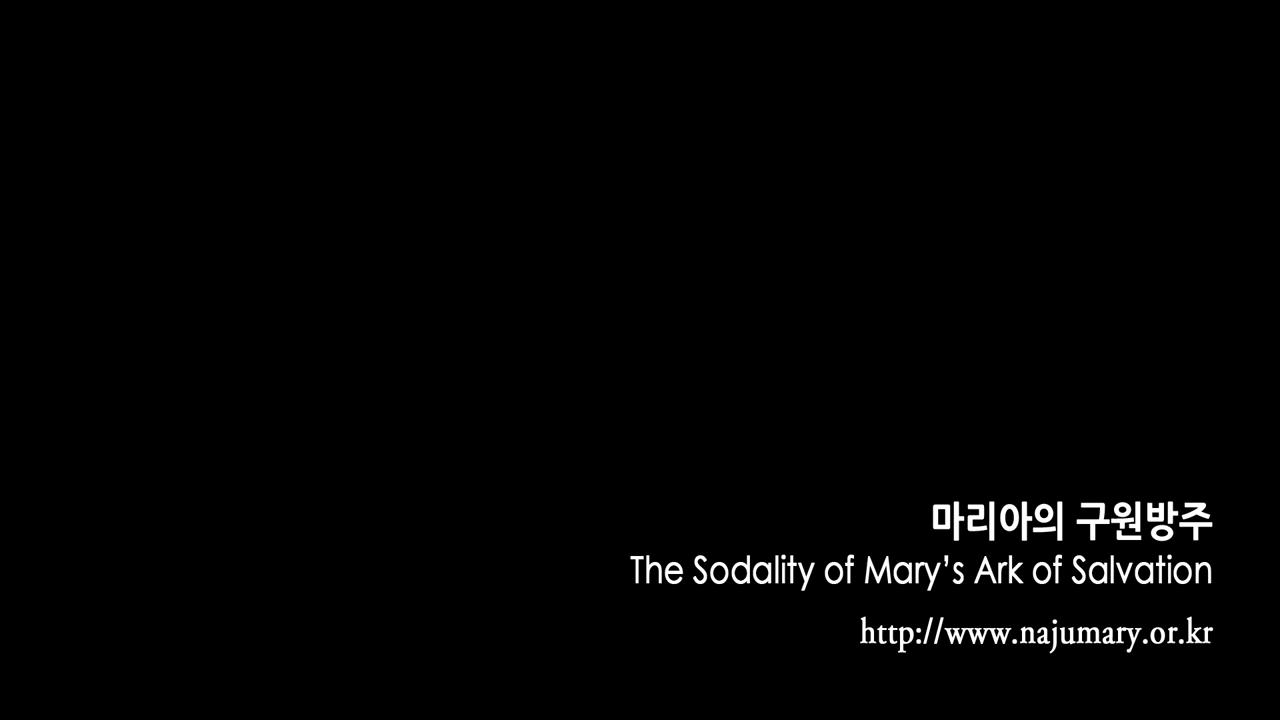 마리아의 구원방주
The Sodality of Mary’s Ark of Salvation
http://www.najumary.or.kr